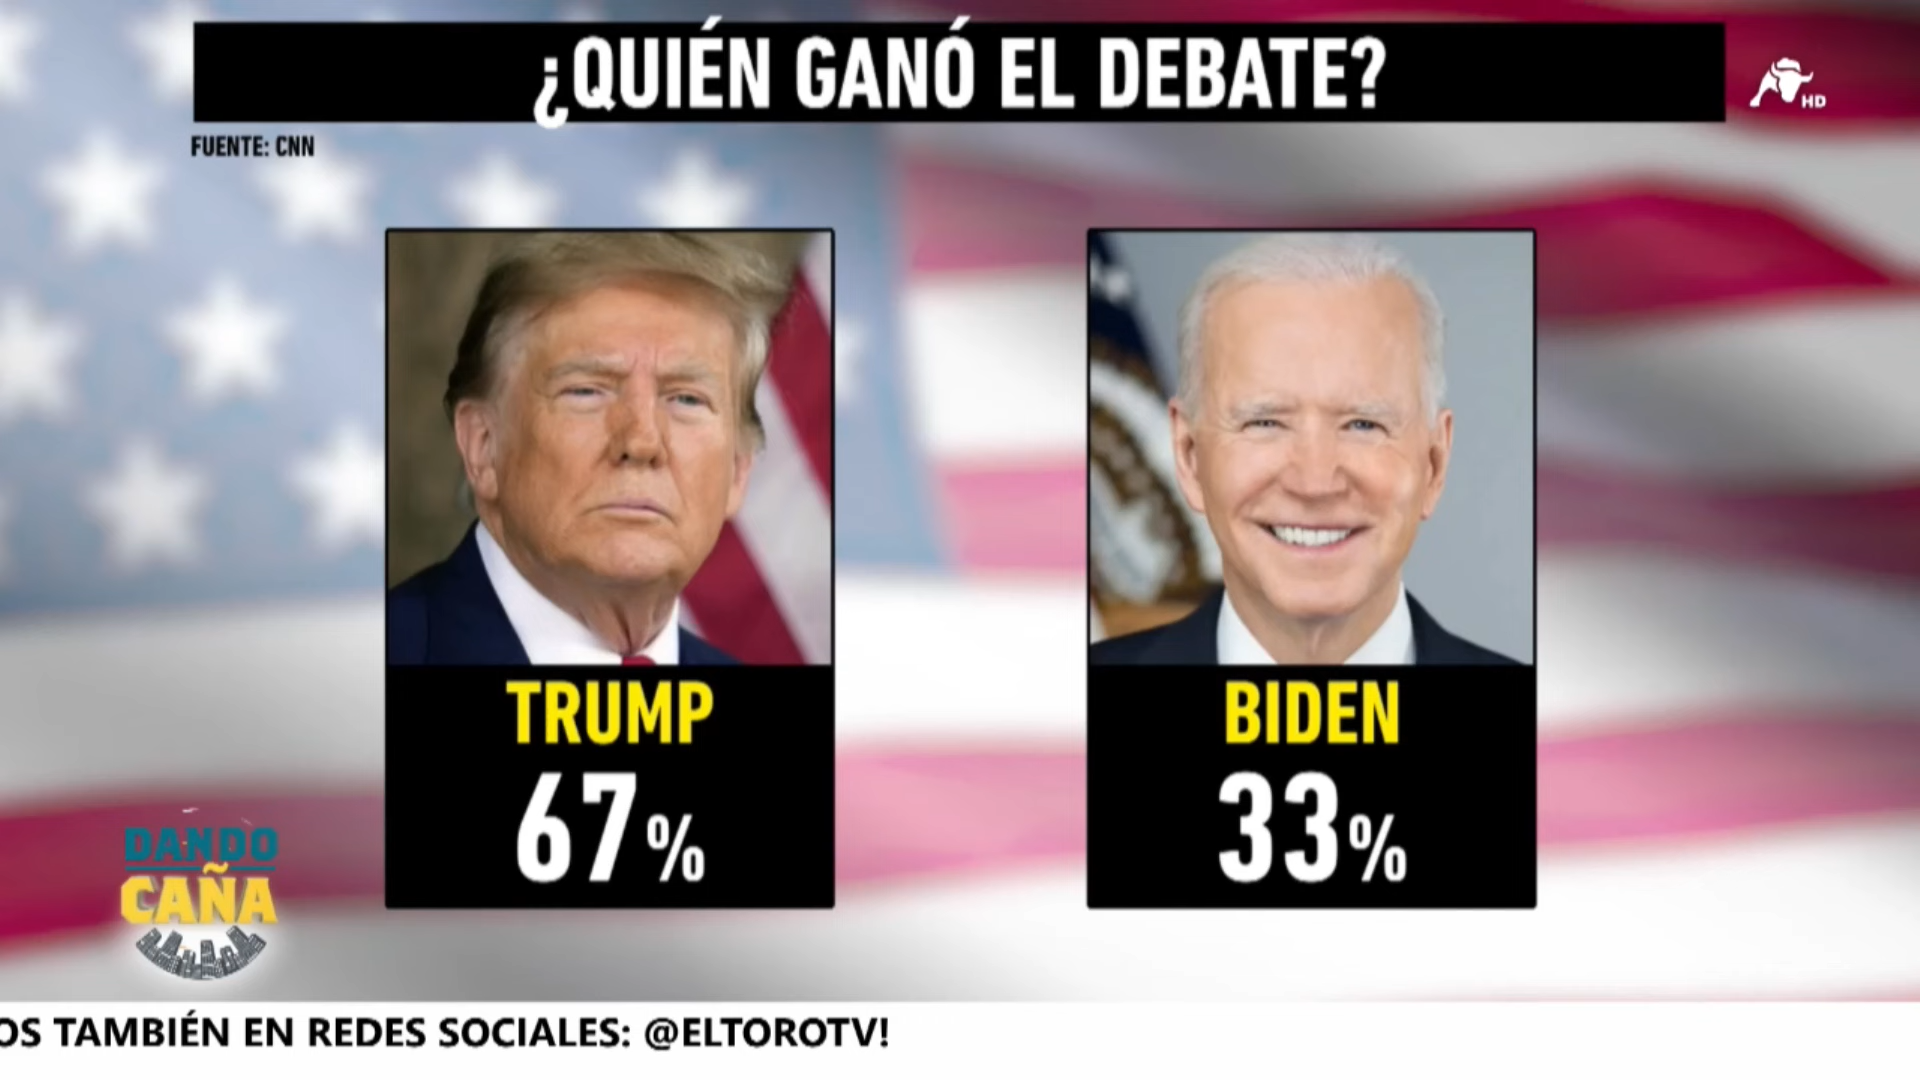 ¿QUIÉN GANÓ EL DEBATE?
HD
FUENTE: CNN
TRUMP
67%
BIDEN
33%
DANDO
CAÑA
OS TAMBIÉN EN REDES SOCIALES: @ELTOROTV!